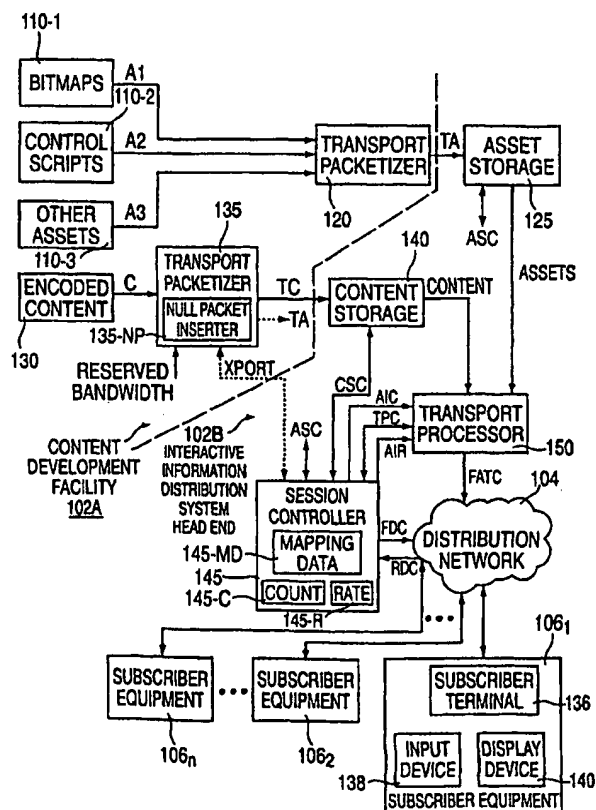 110-1
BITMAPS
A1
110-2
CONTROL
SCRIPTS
A2
OTHER
ASSETS
A3
110-3
TRANSPORT
PACKETIZER
120
TA
ASSET
STORAGE
125
ASC
ASSETS
ENCODED
CONTENT
130
C
135
TRANSPORT
PACKETIZER
NULL PACKET
INSERTER
135-NP
TC
TA
140
CONTENT
STORAGE
CONTENT
RESERVED
BANDWIDTH
XPORT
CSC
AIC
TPC
AIR
TRANSPORT
PROCESSOR
150
CONTENT
DEVELOPMENT
FACILITY
102A
102B
INTERACTIVE
INFORMATION
DISTRIBUTION
SYSTEM
HEAD END
ASC
FATC
104
SESSION
CONTROLLER
MAPPING
DATA
145-MD
145
145-C
COUNT
RATE
145-R
FDC
RDC
DISTRIBUTION
NETWORK
SUBSCRIBER
EQUIPMENT
106n
SUBSCRIBER
EQUIPMENT
1062
1061
SUBSCRIBER
TERMINAL
136
INPUT
DEVICE
138
DISPLAY
DEVICE
140
SUBSCRIBER EQUIPMENT